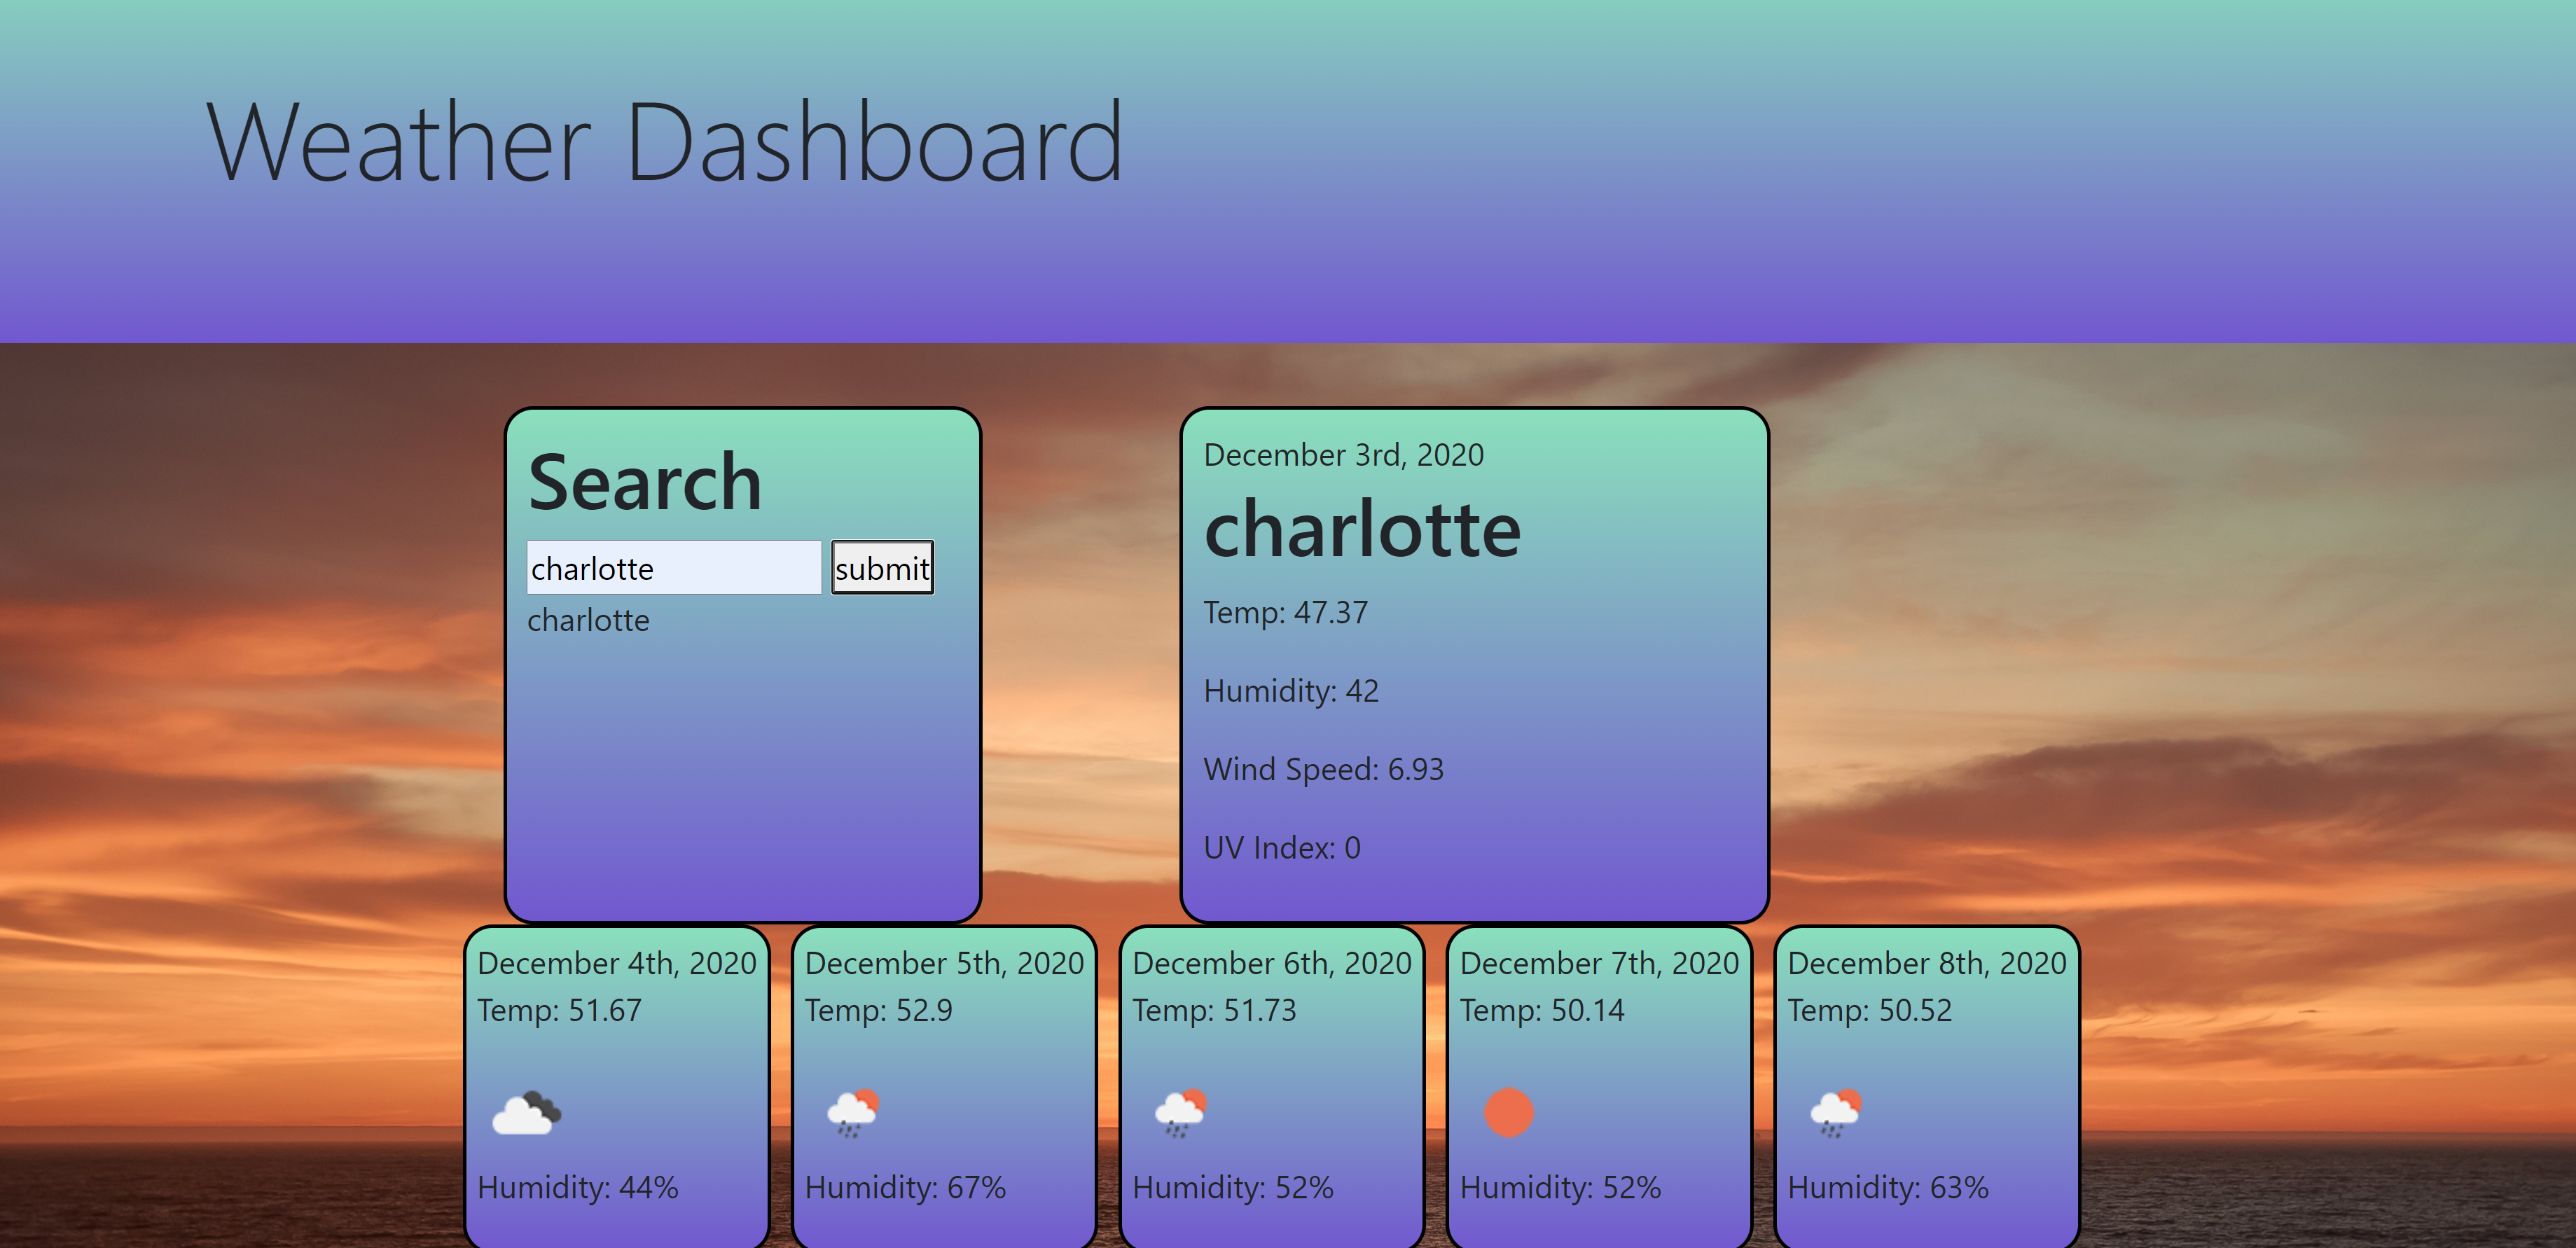 Weather Dashboard
Search
charlotte submit
charlotte
December 3rd, 2020
charlotte
Temp: 47.37
Humidity: 42
Wind Speed: 6.93
UV Index: 0
December 4th, 2020
Temp: 51.67
Humidity: 44%
December 5th, 2020
Temp: 52.9
Humidity: 67%
December 6th, 2020
Temp: 51.73
Humidity: 52%
December 7th, 2020
Temp: 50.14
Humidity: 52%
December 8th, 2020
Temp: 50.52
Humidity: 63%